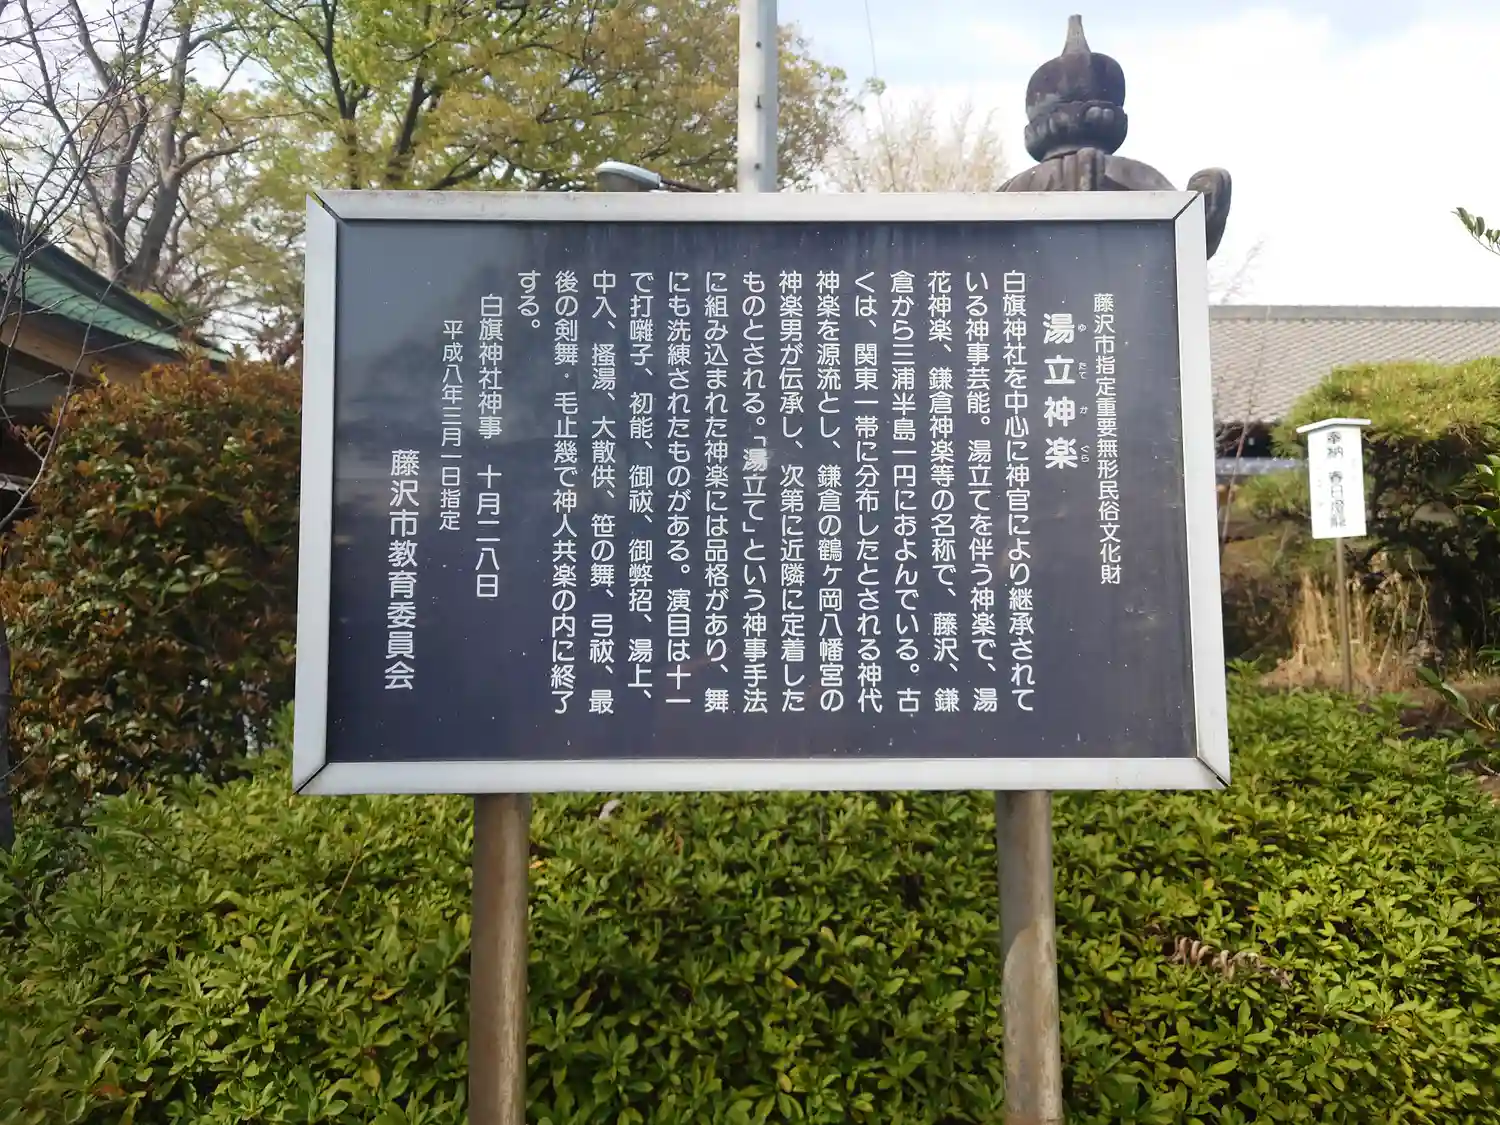 藤沢市指定重要無形民俗文化財
湯立神楽
ゆ たて か ぐら
白旗神社を中心に神官により継承されて
いる神事芸能。湯立てを伴う神楽で、湯
花神楽、鎌倉神楽等の名称で、藤沢、鎌
倉から三浦半島一円におよんでいる。古
くは、関東一帯に分布したとされる神代
神楽を源流とし、鎌倉の鶴ヶ岡八幡宮の
神楽男が伝承し、次第に近隣に定着した
ものとされる。「湯立て」という神事手法
に組み込まれた神楽には品格があり、舞
にも洗練されたものがある。演目は十一
で打囃子、初能、御祓、御幣招、湯上、
中入、掻湯、大散供、笹の舞、弓祓、最
後の剣舞・毛止幾で神人共楽の内に終了
する。
白旗神社神事 十月二八日
平成八年三月一日指定
藤沢市教育委員会
奉納 春日燈籠